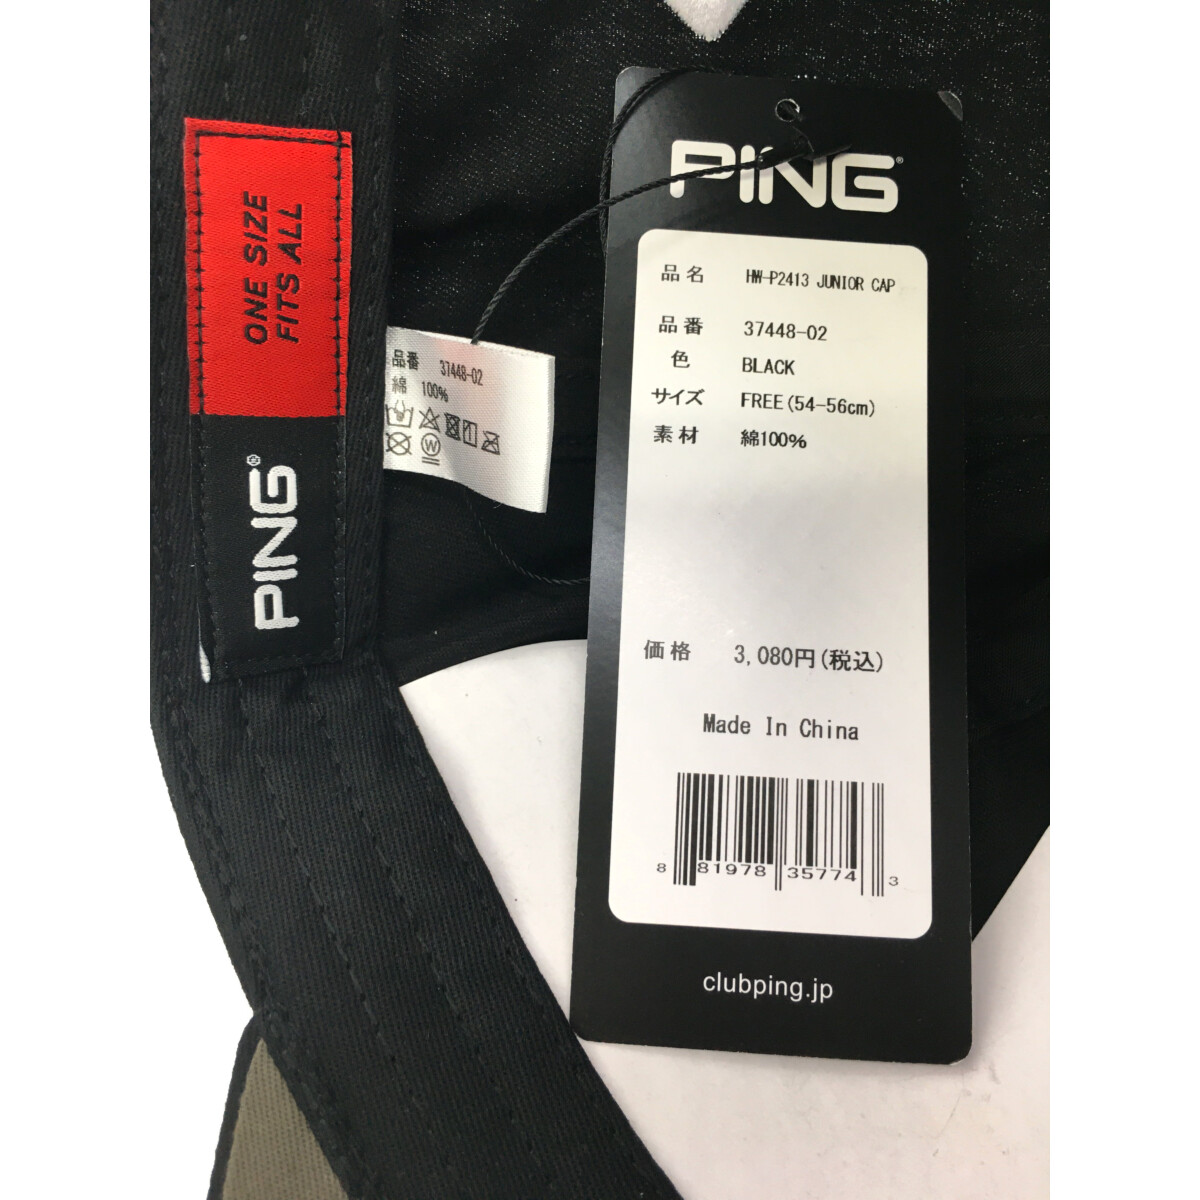 ONE SIZE
FITS ALL
PING®
品番 37448-02
綿 100%
W
PING®
品名 HW-P2413 JUNIOR CAP
品番 37448-02
色 BLACK
サイズ FREE(54-56cm)
素材 綿100%
価格 3,080円(税込)
Made In China
8 81978 35774 3
clubping.jp